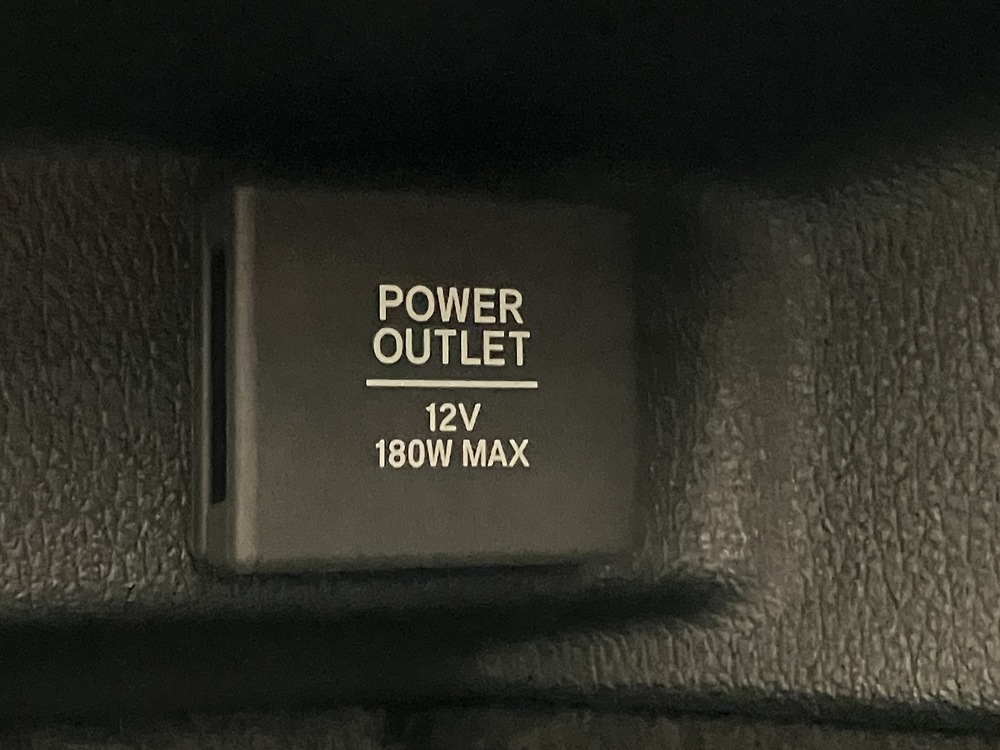 POWER
OUTLET
12V
180W MAX